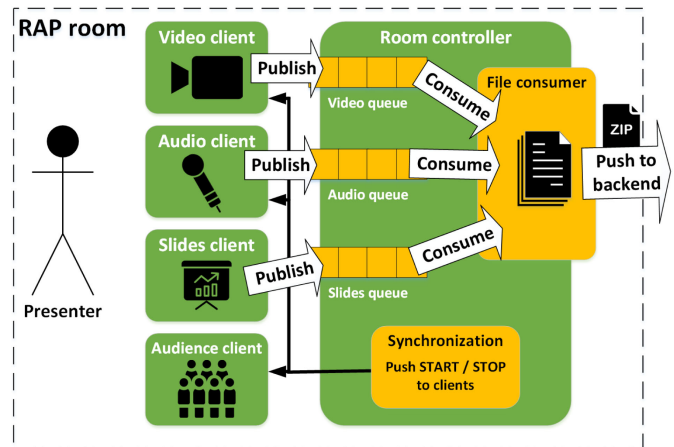 RAP room
Video client
Room controller
Publish
Video queue
Consume
File consumer
ZIP
Audio client
Publish
Audio queue
Consume
Push to
backend
Slides client
Publish
Slides queue
Consume
Presenter
Audience client
Synchronization
Push START / STOP
to clients